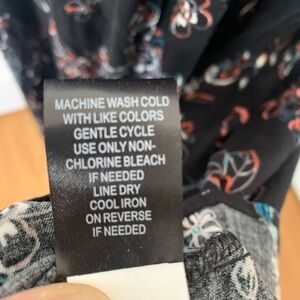 MACHINE WASH COLD
WITH LIKE COLORS
GENTLE CYCLE
USE ONLY NON-
CHLORINE BLEACH
IF NEEDED
LINE DRY
COOL IRON
ON REVERSE
IF NEEDED